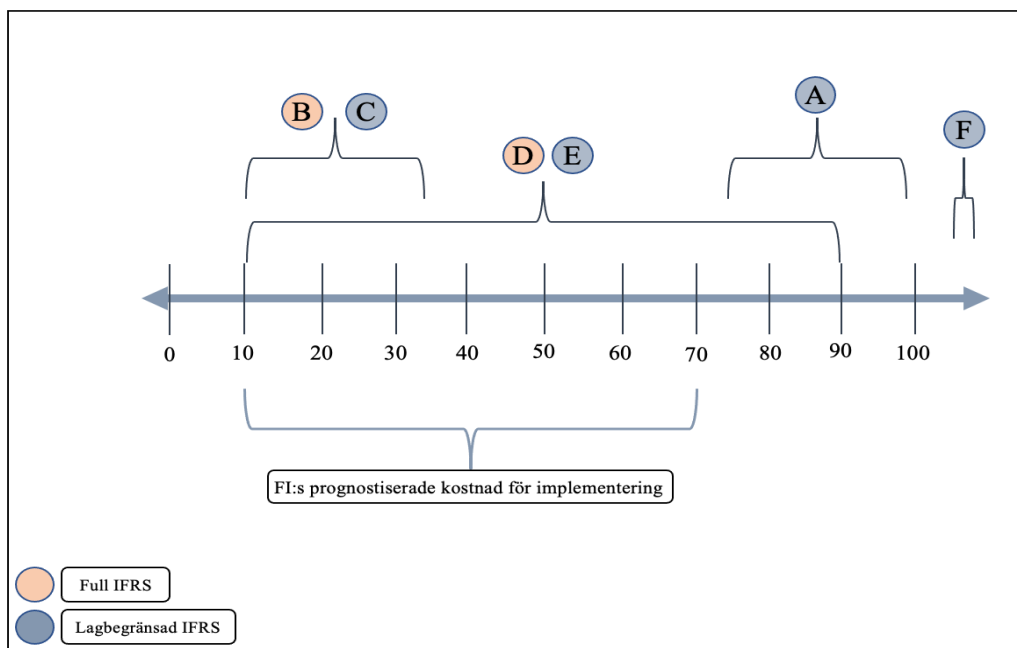 A
B C
F
D E
0 10 20 30 40 50 60 70 80 90 100
FI:s prognostiserade kostnad för implementering
Full IFRS
Lagbegränsad IFRS